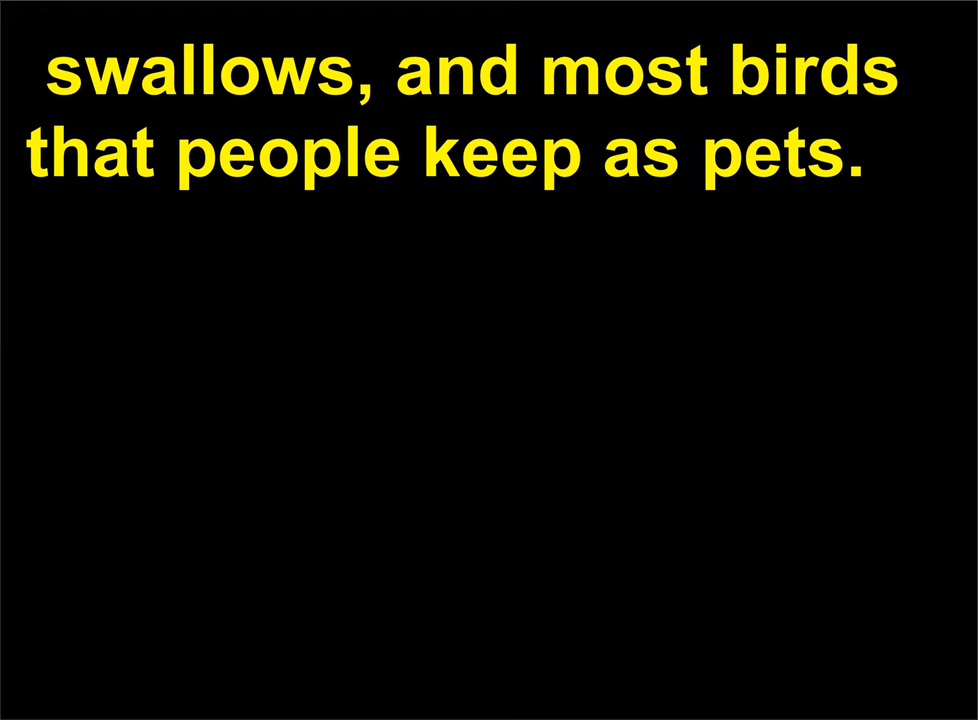 swallows, and most birds
that people keep as pets.